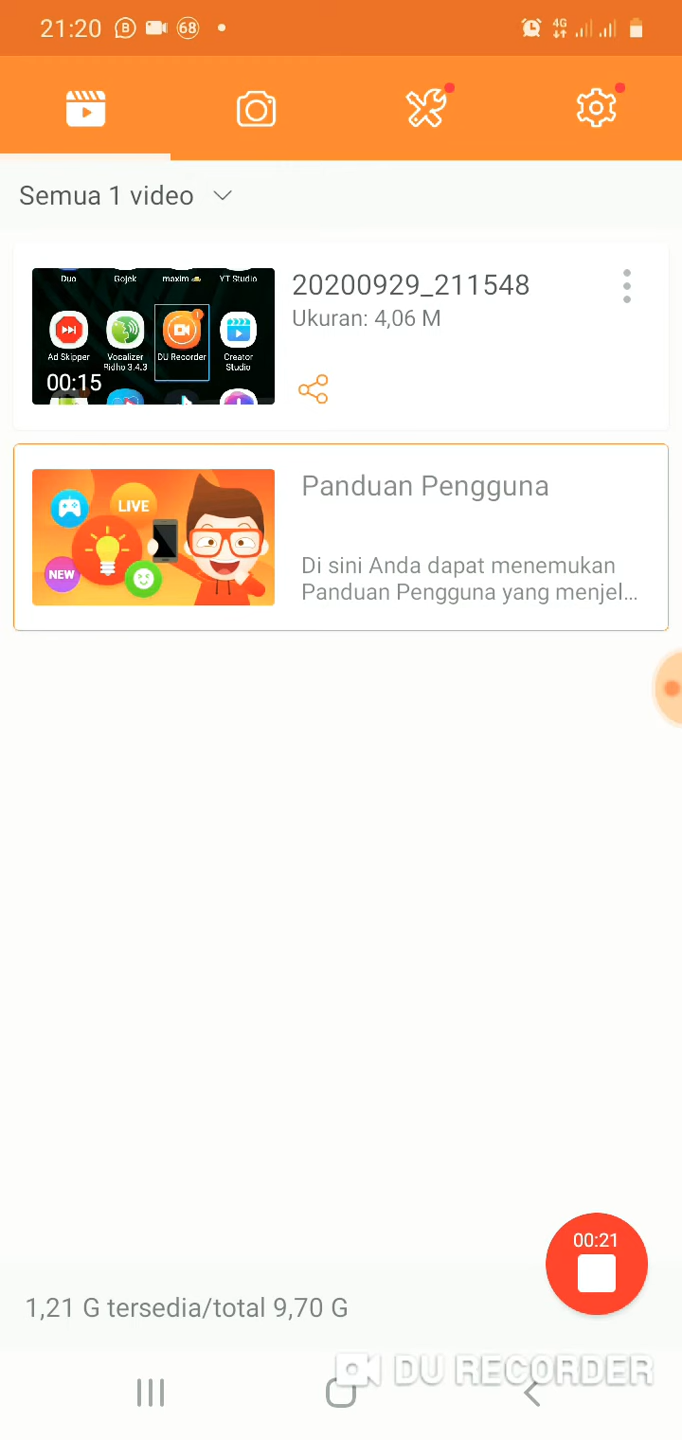 21:20
68
4G
Semua 1 video
Duo Gojek maxim YT Studio
Ad Skipper Vocalizer Ridho 3.4.3 DU Recorder Creator Studio
1
00:15
20200929_211548
Ukuran: 4,06 M
LIVE
NEW
Panduan Pengguna
Di sini Anda dapat menemukan
Panduan Pengguna yang menjel...
00:21
1,21 G tersedia/total 9,70 G
DU RECORDER